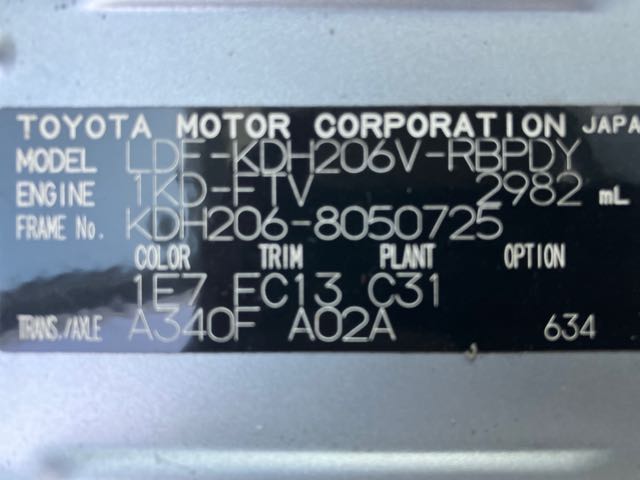 TOYOTA MOTOR CORPORATION JAPAN
MODEL LDF-KDH206V-RBPDY
ENGINE 1KD-FTV 2982 mL
FRAME No. KDH206-8050725
COLOR TRIM PLANT OPTION
1E7 FC13 C31
TRANS./AXLE A340F A02A 634